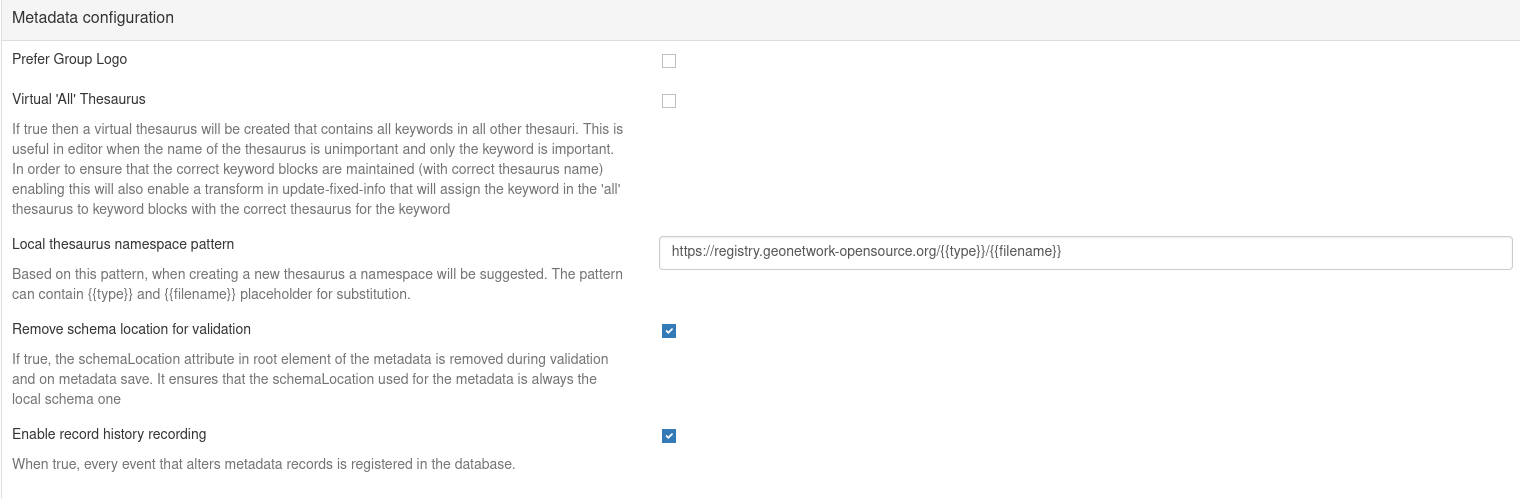 Metadata configuration
Prefer Group Logo
Virtual 'All' Thesaurus
If true then a virtual thesaurus will be created that contains all keywords in all other thesauri. This is
useful in editor when the name of the thesaurus is unimportant and only the keyword is important.
In order to ensure that the correct keyword blocks are maintained (with correct thesaurus name)
enabling this will also enable a transform in update-fixed-info that will assign the keyword in the 'all'
thesaurus to keyword blocks with the correct thesaurus for the keyword
Local thesaurus namespace pattern
https://registry.geonetwork-opensource.org/{{type}}/{{filename}}
Based on this pattern, when creating a new thesaurus a namespace will be suggested. The pattern
can contain {{type}} and {{filename}} placeholder for substitution.
Remove schema location for validation
If true, the schemaLocation attribute in root element of the metadata is removed during validation
and on metadata save. It ensures that the schemaLocation used for the metadata is always the
local schema one
Enable record history recording
When true, every event that alters metadata records is registered in the database.